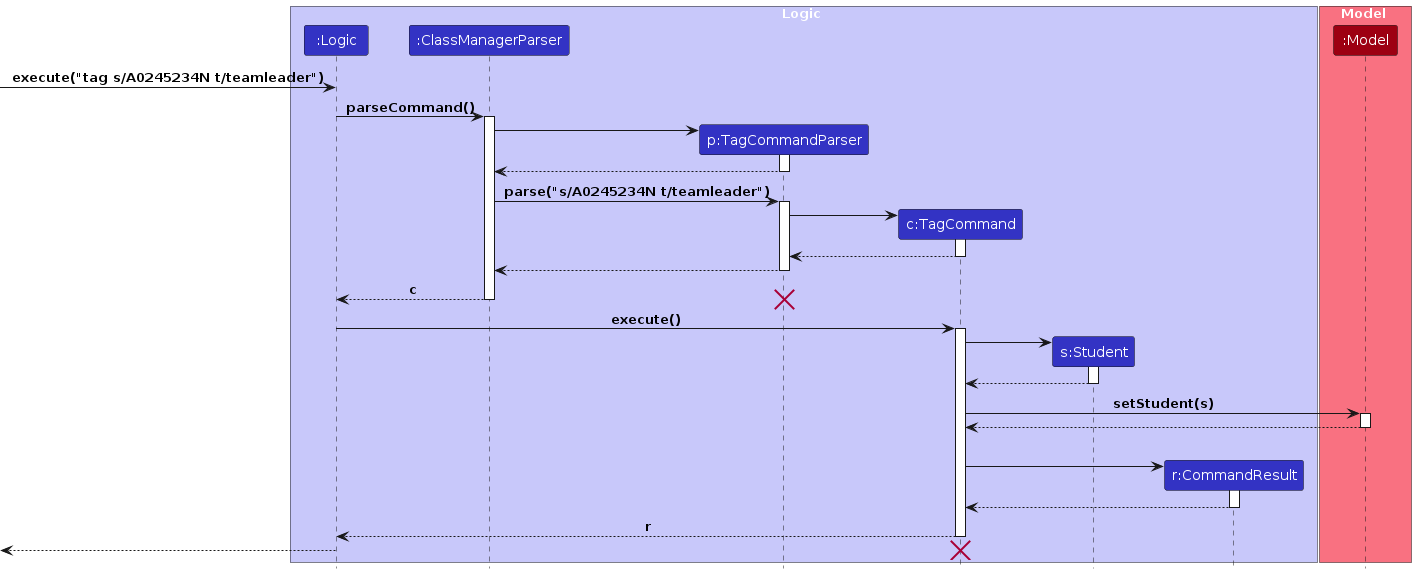 Logic
Model
:Logic
:ClassManagerParser
:Model
execute("tag s/A0245234N t/teamleader")
parseCommand()
p:TagCommandParser
parse("s/A0245234N t/teamleader")
c:TagCommand
c
execute()
s:Student
setStudent(s)
r:CommandResult
r